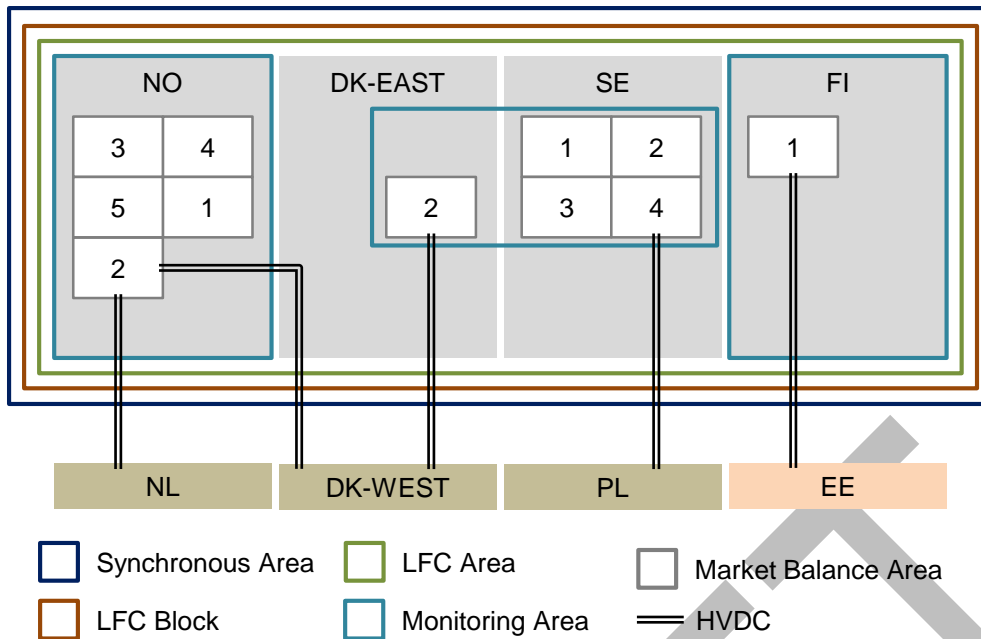 NO DK-EAST SE FI
3 4 1 2 1
5 1 2 3 4
2
NL DK-WEST PL EE
Synchronous Area LFC Area Market Balance Area
LFC Block Monitoring Area HVDC